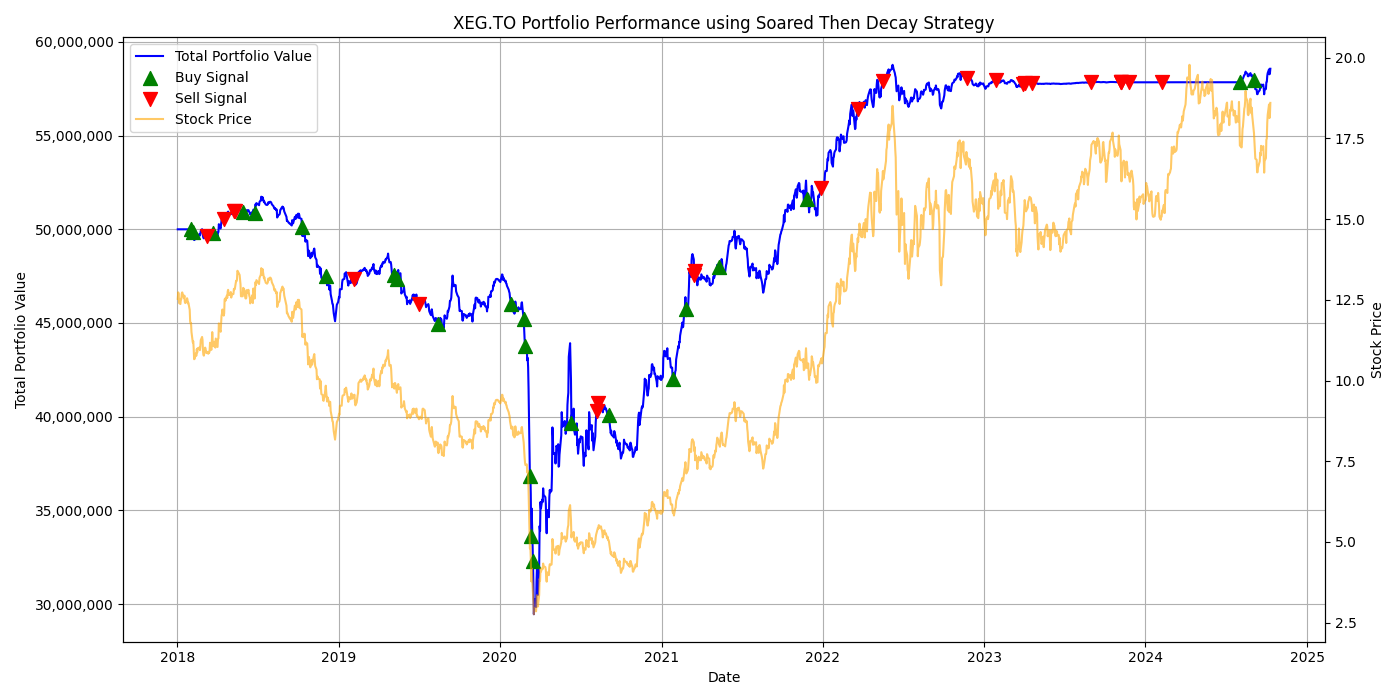 XEG.TO Portfolio Performance using Soared Then Decay Strategy
Total Portfolio Value
Buy Signal
Sell Signal
Stock Price
60,000,000
55,000,000
50,000,000
45,000,000
40,000,000
35,000,000
30,000,000
Total Portfolio Value
20.0
17.5
15.0
12.5
10.0
7.5
5.0
2.5
Stock Price
2018 2019 2020 2021 2022 2023 2024 2025
Date